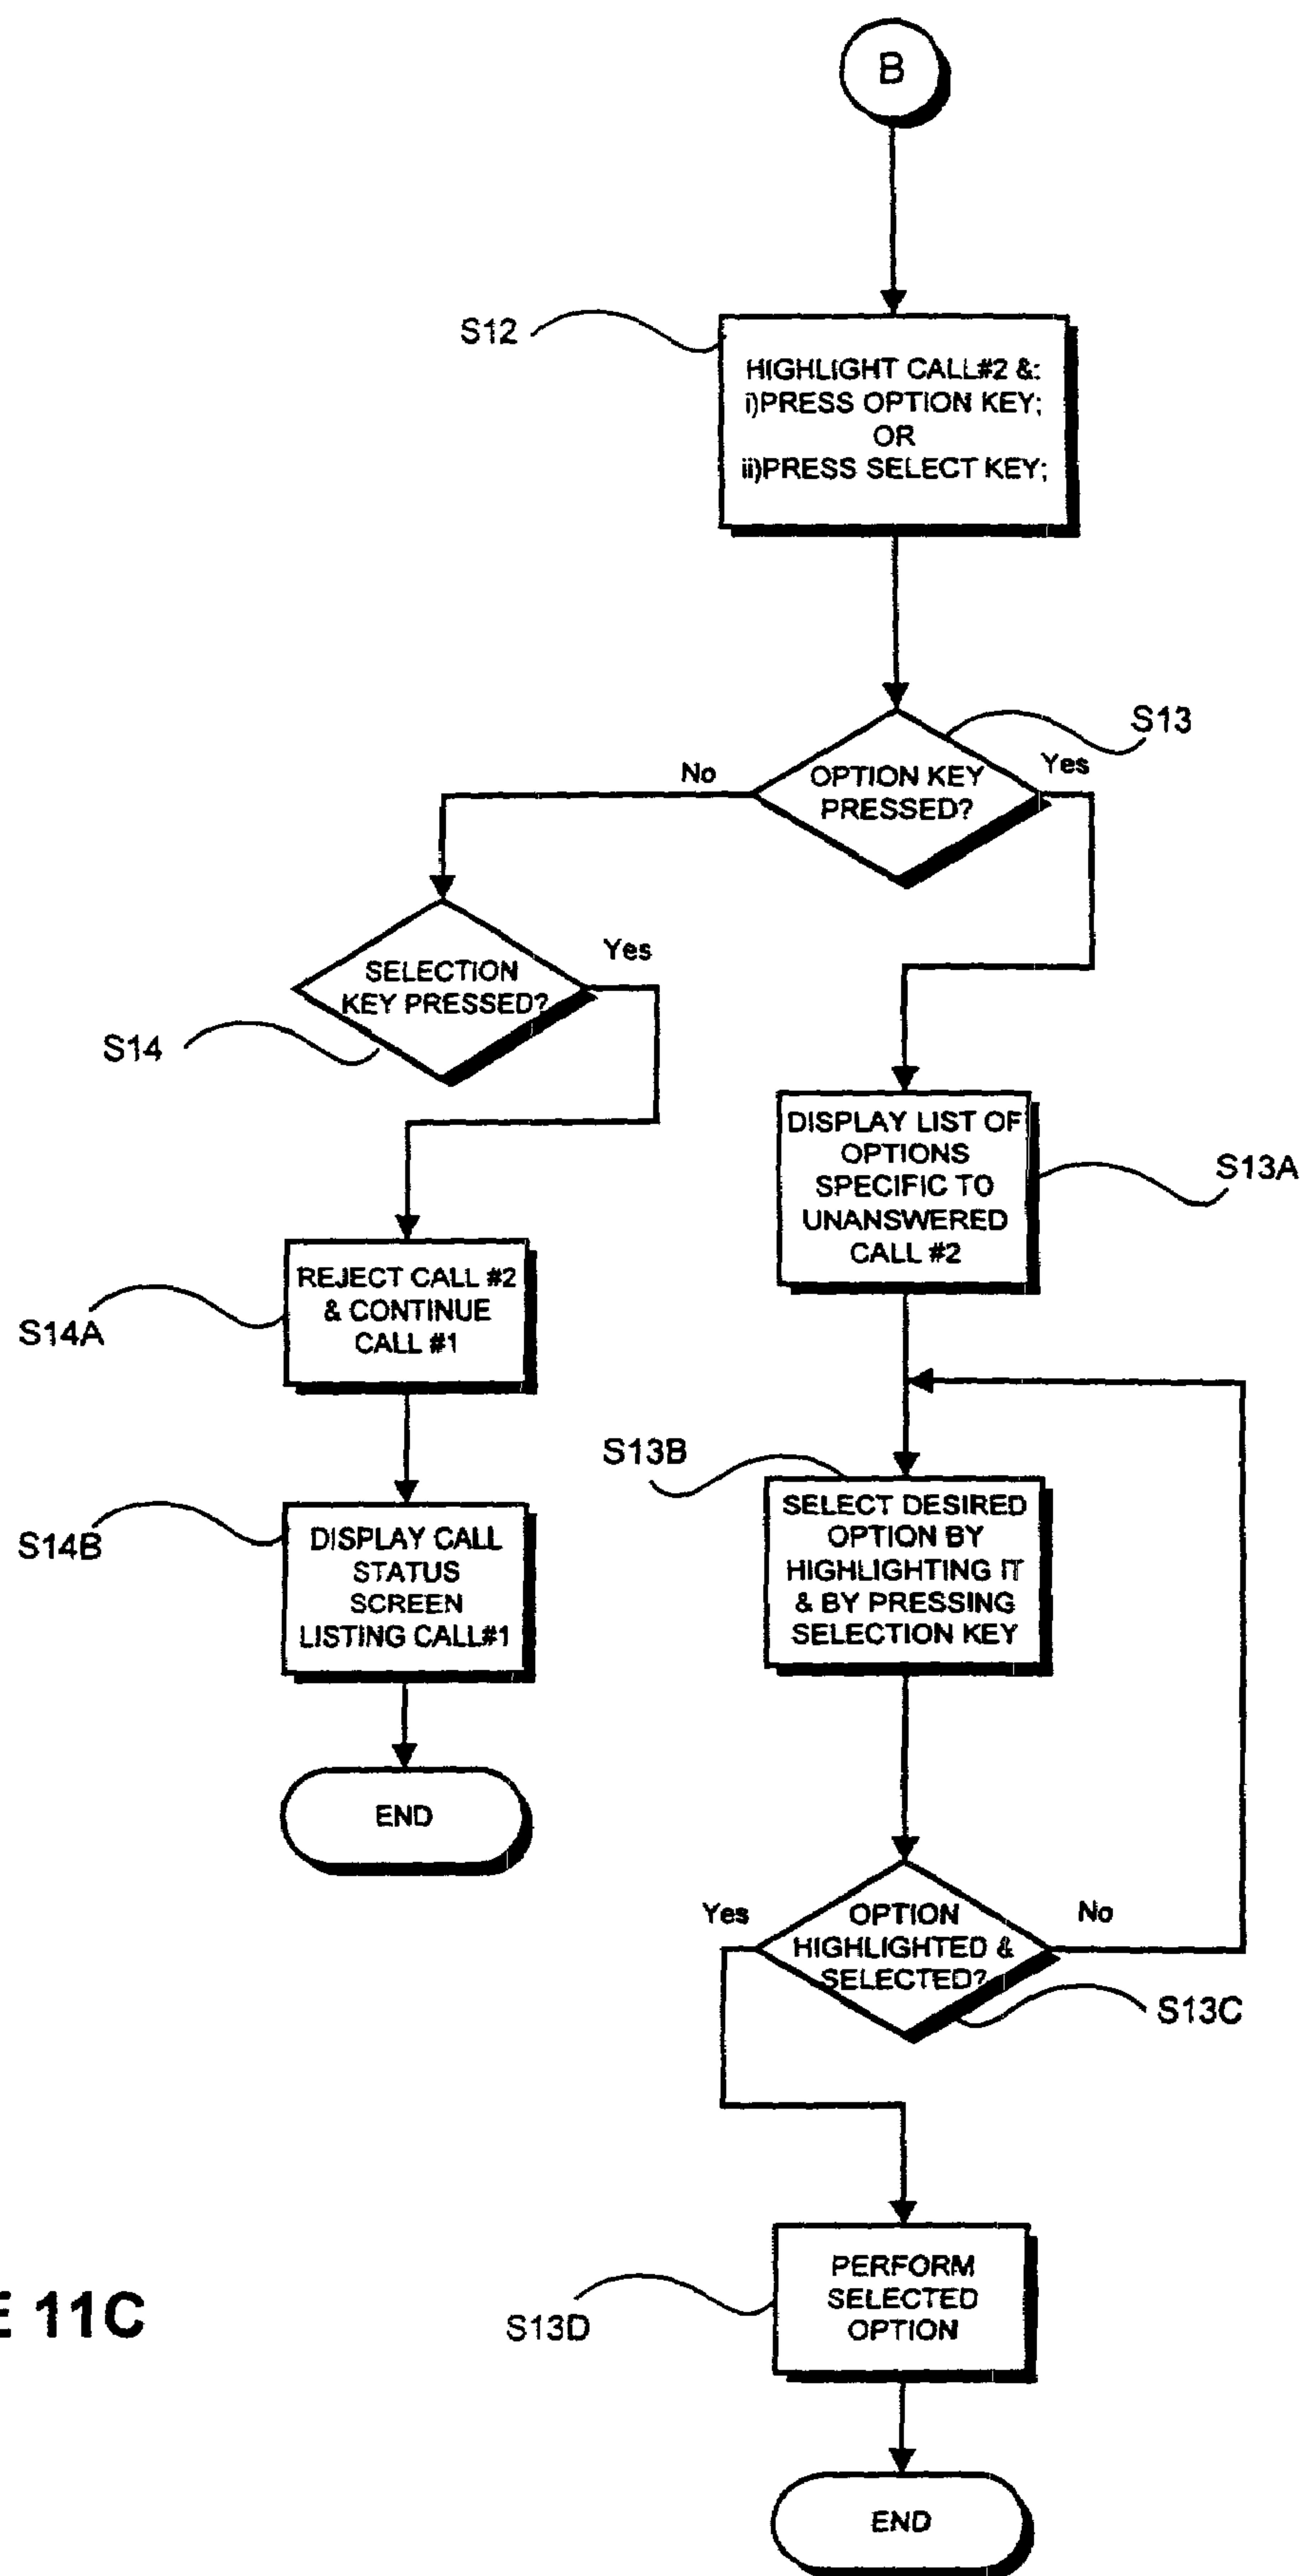 B
S12
HIGHLIGHT CALL#2 &:
i)PRESS OPTION KEY;
OR
ii)PRESS SELECT KEY;
S13
No
Yes
OPTION KEY
PRESSED?
Yes
SELECTION
KEY PRESSED?
S14
DISPLAY LIST OF
OPTIONS
SPECIFIC TO
UNANSWERED
CALL #2
S13A
REJECT CALL #2
& CONTINUE
CALL #1
S14A
S13B
SELECT DESIRED
OPTION BY
HIGHLIGHTING IT
& BY PRESSING
SELECTION KEY
S14B
DISPLAY CALL
STATUS
SCREEN
LISTING CALL#1
END
Yes
No
OPTION
HIGHLIGHTED &
SELECTED?
S13C
PERFORM
SELECTED
OPTION
S13D
E 11C
END